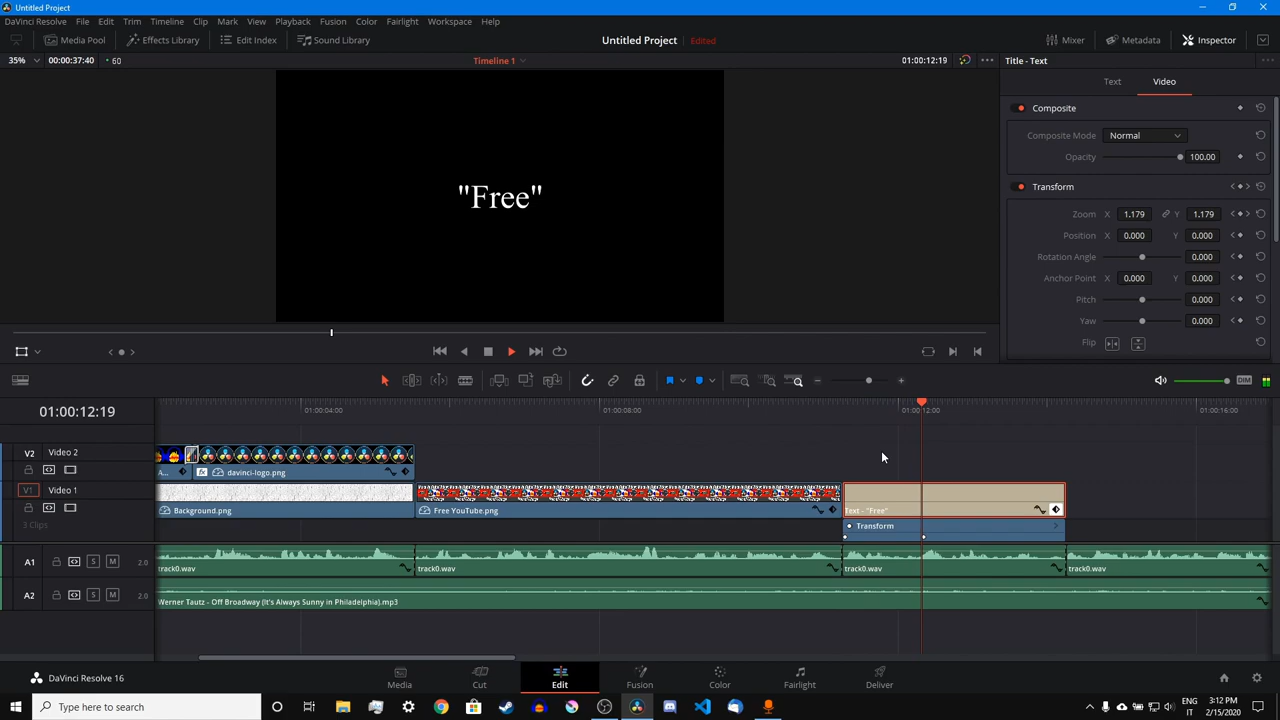 Untitled Project
DaVinci Resolve File Edit Trim Timeline Clip Mark View Playback Fusion Color Fairlight Workspace Help
Media Pool Effects Library Edit Index Sound Library Untitled Project Edited Mixer Metadata Inspector
35% 00:00:37:40 60 Timeline 1 01:00:12:19 Title - Text
Text Video
Composite
Composite Mode Normal
Opacity 100.00
Transform
Zoom X 1.179 Y 1.179
Position X 0.000 Y 0.000
Rotation Angle 0.000
Anchor Point X 0.000 Y 0.000
Pitch 0.000
Yaw 0.000
Flip
"Free"
DIM
01:00:12:19 01:00:04:00 01:00:08:00 01:00:12:00 01:00:16:00
V2 Video 2
A... davinci-logo.png
V1 Video 1
Background.png Free YouTube.png Text - "Free"
3 Clips
Transform
A1 S M 2.0 track0.wav track0.wav track0.wav track0.wav
A2 S M 2.0 Werner Tautz - Off Broadway (It's Always Sunny in Philadelphia).mp3
DaVinci Resolve 16 Media Cut Edit Fusion Color Fairlight Deliver
Type here to search
ENG 3:12 PM
IT 2/15/2020